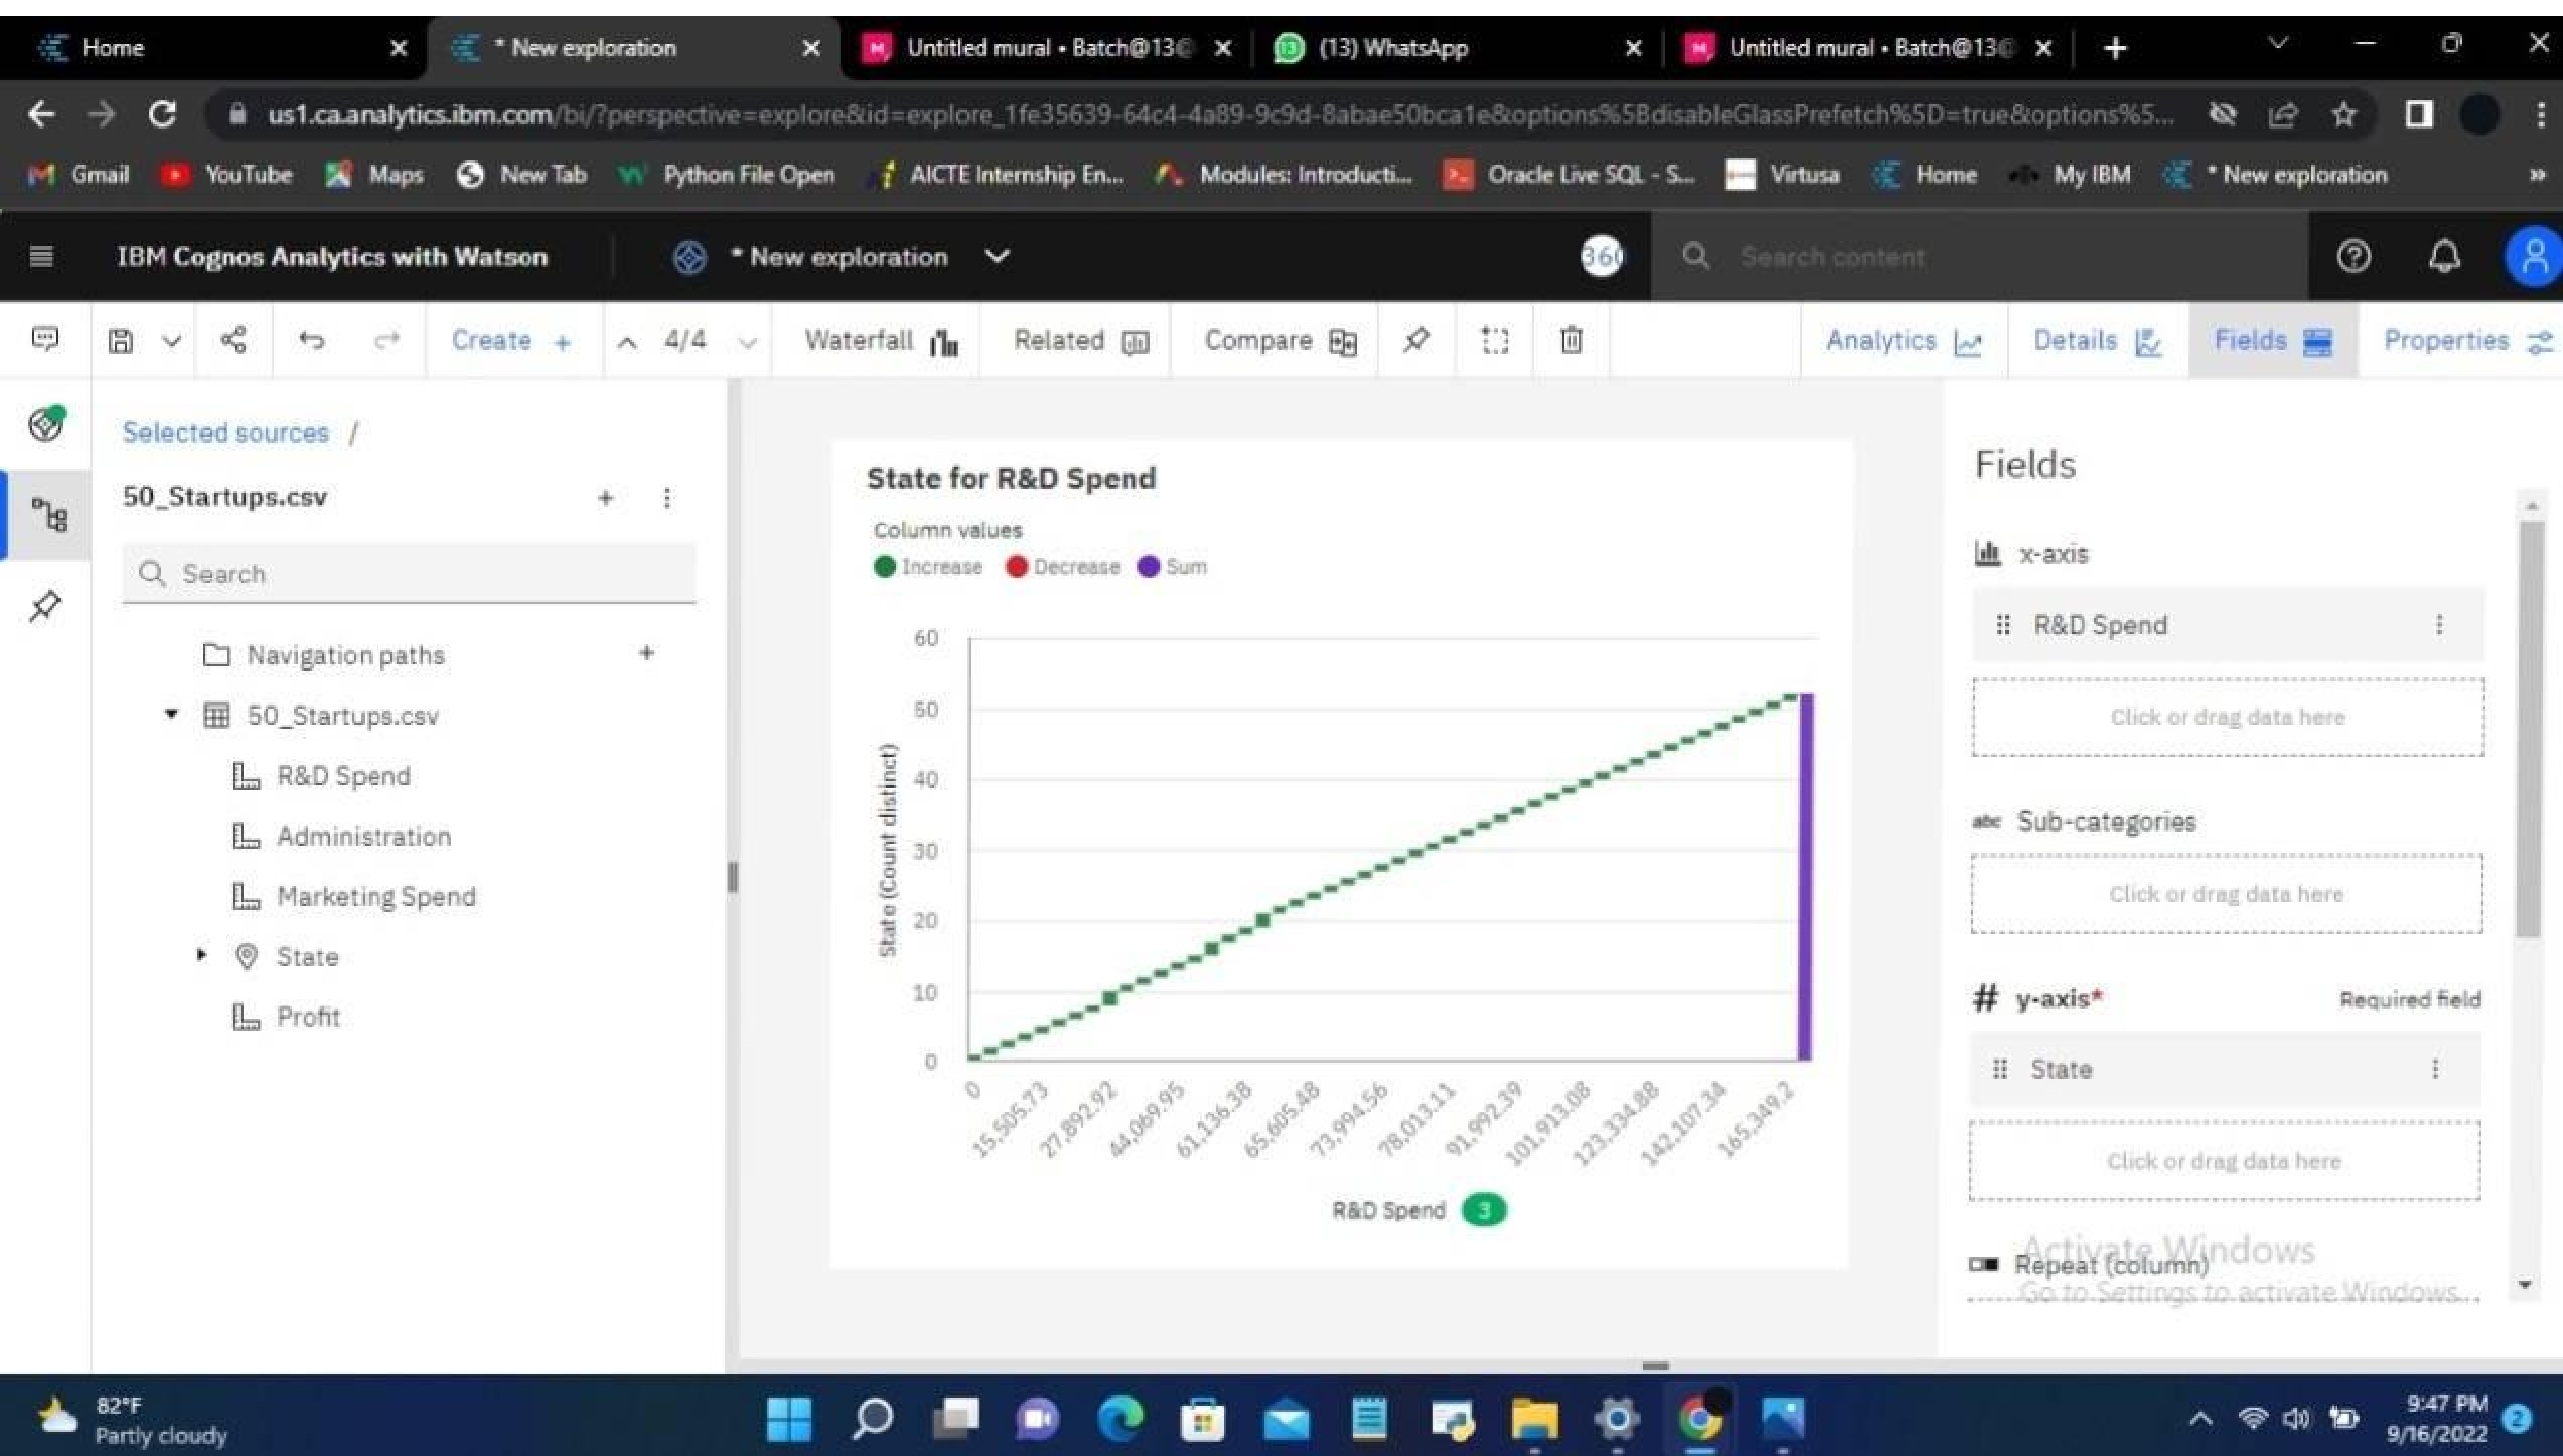 Home
* New exploration
Untitled mural • Batch@13@
(13) WhatsApp
Untitled mural • Batch@13@
us1.ca.analytics.ibm.com/bi/?perspective=explore&id=explore_1fe35639-64c4-4a89-9c9d-8abae50bca1e&options%5BdisableGlassPrefetch%5D=true&options%5...
Gmail
YouTube
Maps
New Tab
Python File Open
AICTE Internship En...
Modules: Introducti...
Oracle Live SQL - S...
Virtusa
Home
My IBM
* New exploration
»
IBM Cognos Analytics with Watson
* New exploration
360
Search content
Create +
4/4
Waterfall
Related
Compare
Analytics
Details
Fields
Properties
Selected sources /
50_Startups.csv
Search
Navigation paths
50_Startups.csv
R&D Spend
Administration
Marketing Spend
State
Profit
State for R&D Spend
Column values
Increase
Decrease
Sum
State (Count distinct)
60
50
40
30
20
10
0
0
15,505.73
27,892.92
44,069.95
61,136.38
65,605.48
73,994.56
78,013.11
91,992.39
101,913.08
123,334.88
142,107.34
165,349.2
R&D Spend 3
Fields
x-axis
R&D Spend
Click or drag data here
abc Sub-categories
Click or drag data here
# y-axis* Required field
State
Click or drag data here
Repeat (column)
Activate Windows
Go to Settings to activate Windows.
82°F
Partly cloudy
9:47 PM
9/16/2022
2